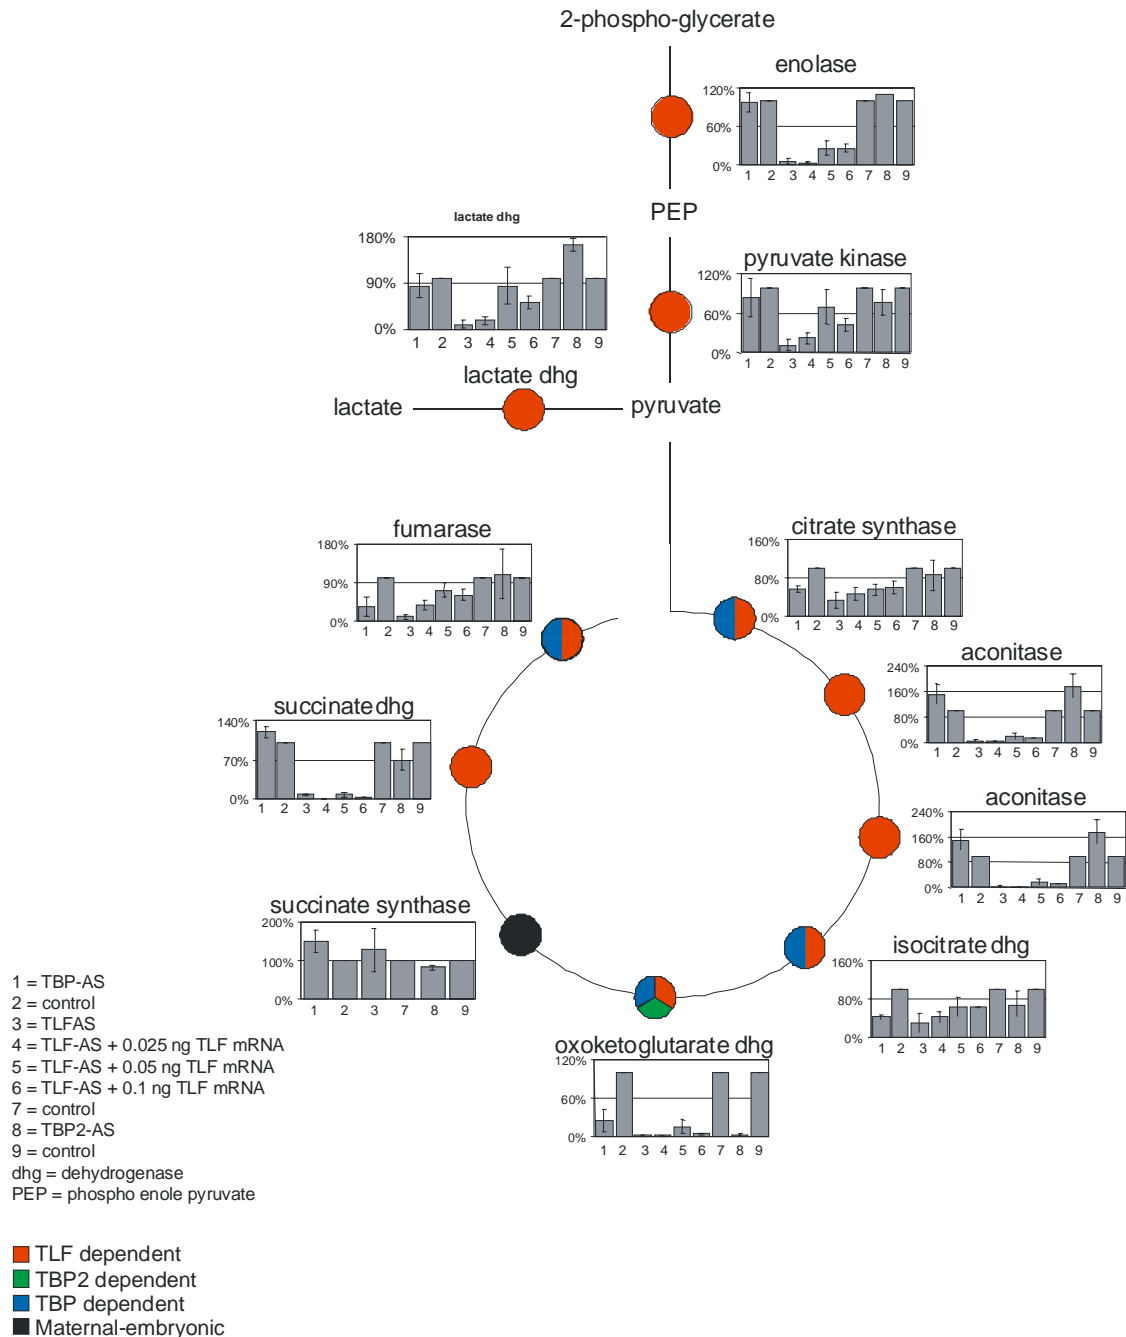 2-phospho-glycerate
enolase
120%
60%
0%
1 2 3 4 5 6 7 8 9
PEP
lactate dhg
180%
90%
0%
1 2 3 4 5 6 7 8 9
pyruvate kinase
120%
60%
0%
1 2 3 4 5 6 7 8 9
lactate dhg
lactate
pyruvate
fumarase
180%
90%
0%
1 2 3 4 5 6 7 8 9
citrate synthase
160%
80%
0%
1 2 3 4 5 6 7 8 9
aconitase
240%
160%
80%
0%
1 2 3 4 5 6 7 8 9
succinate dhg
140%
70%
0%
1 2 3 4 5 6 7 8 9
aconitase
240%
160%
80%
0%
1 2 3 4 5 6 7 8 9
succinate synthase
200%
100%
0%
1 2 3 7 8 9
isocitrate dhg
160%
80%
0%
1 2 3 4 5 6 7 8 9
oxoketoglutarate dhg
120%
60%
0%
1 2 3 4 5 6 7 8 9
1 = TBP-AS
2 = control
3 = TLFAS
4 = TLF-AS + 0.025 ng TLF mRNA
5 = TLF-AS + 0.05 ng TLF mRNA
6 = TLF-AS + 0.1 ng TLF mRNA
7 = control
8 = TBP2-AS
9 = control
dhg = dehydrogenase
PEP = phospho enole pyruvate
TLF dependent
TBP2 dependent
TBP dependent
Maternal-embryonic